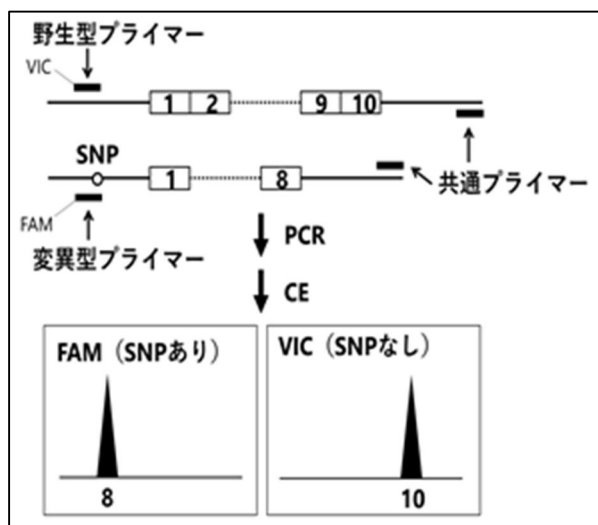 野生型プライマー
VIC
1 2 9 10
SNP
1 8
共通プライマー
FAM
変異型プライマー
PCR
CE
FAM（SNPあり）
VIC（SNPなし）
8
10